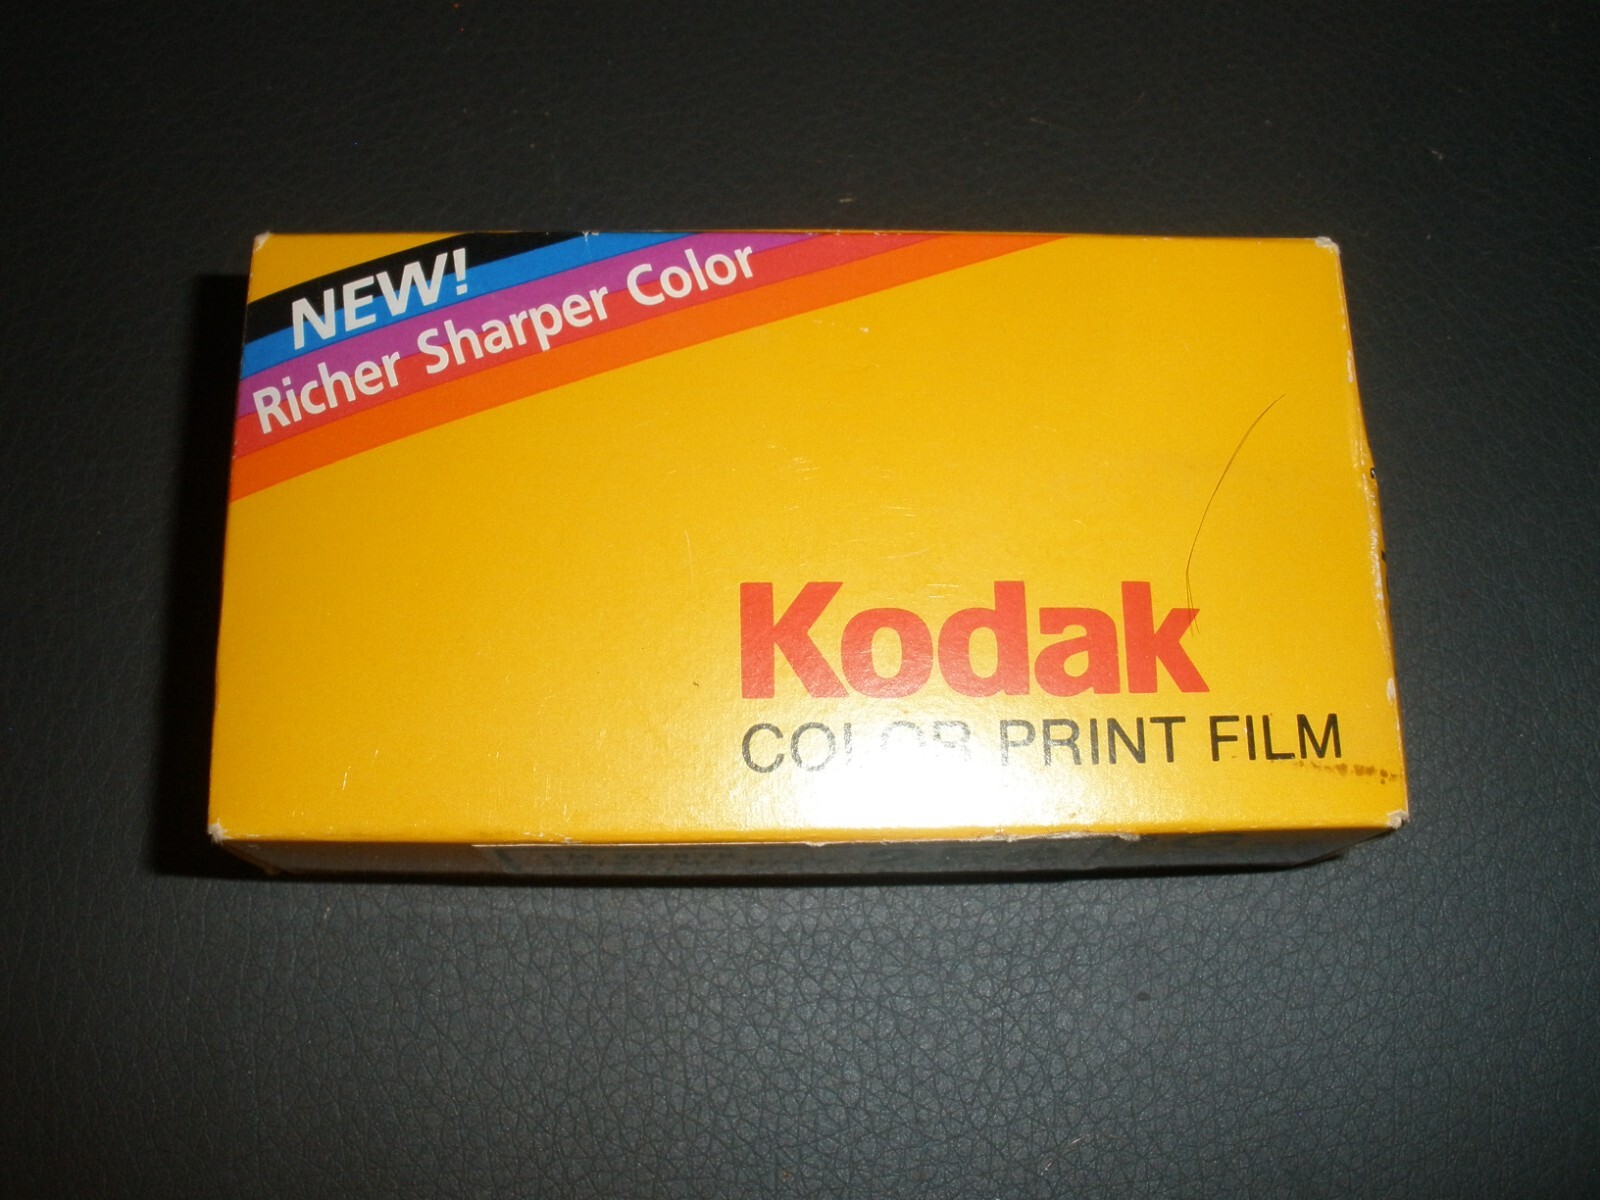 NEW!
Richer Sharper Color
Kodak
COLOR PRINT FILM